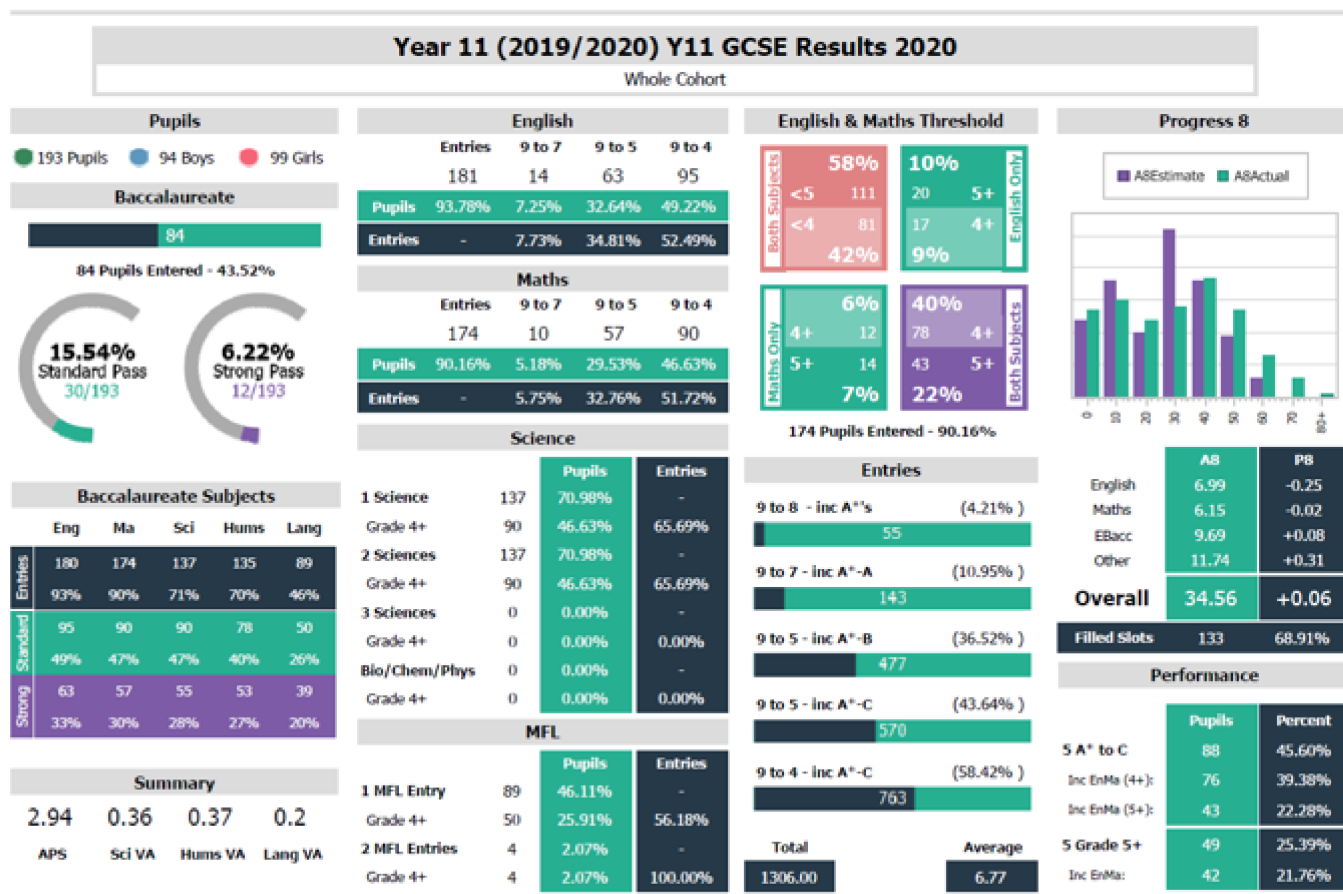 Year 11 (2019/2020) Y11 GCSE Results 2020
Whole Cohort
Pupils
193 Pupils 94 Boys 99 Girls
Baccalaureate
84
84 Pupils Entered - 43.52%
15.54%
Standard Pass
30/193
6.22%
Strong Pass
12/193
Baccalaureate Subjects
Eng Ma Sci Hums Lang
Entries
180 174 137 135 89
93% 90% 71% 70% 46%
Standard
95 90 90 78 50
49% 47% 47% 40% 26%
Strong
63 57 55 53 39
33% 30% 28% 27% 20%
Summary
2.94 0.36 0.37 0.2
APS Sci VA Hums VA Lang VA
English
Entries 9 to 7 9 to 5 9 to 4
181 14 63 95
Pupils 93.78% 7.25% 32.64% 49.22%
Entries - 7.73% 34.81% 52.49%
Maths
Entries 9 to 7 9 to 5 9 to 4
174 10 57 90
Pupils 90.16% 5.18% 29.53% 46.63%
Entries - 5.75% 32.76% 51.72%
Science
Pupils Entries
1 Science 137 70.98% -
Grade 4+ 90 46.63% 65.69%
2 Sciences 137 70.98% -
Grade 4+ 90 46.63% 65.69%
3 Sciences 0 0.00% -
Grade 4+ 0 0.00% 0.00%
Bio/Chem/Phys 0 0.00% -
Grade 4+ 0 0.00% 0.00%
MFL
Pupils Entries
1 MFL Entry 89 46.11% -
Grade 4+ 50 25.91% 56.18%
2 MFL Entries 4 2.07% -
Grade 4+ 4 2.07% 100.00%
English & Maths Threshold
Both Subjects
58%
<5 111
<4 81
42%
10%
20 5+
17 4+
9%
English Only
Maths Only
6%
4+ 12
5+ 14
7%
40%
78 4+
43 5+
22%
Both Subjects
174 Pupils Entered - 90.16%
Entries
9 to 8 - inc A*'s (4.21% )
55
9 to 7 - inc A*-A (10.95% )
143
9 to 5 - inc A*-B (36.52% )
477
9 to 5 - inc A*-C (43.64% )
570
9 to 4 - inc A*-C (58.42% )
763
Total Average
1306.00 6.77
Progress 8
A8Estimate A8Actual
0 10 20 30 40 50 60 70 80+
A8 P8
English 6.99 -0.25
Maths 6.15 -0.02
EBacc 9.69 +0.08
Other 11.74 +0.31
Overall 34.56 +0.06
Filled Slots 133 68.91%
Performance
Pupils Percent
5 A* to C 88 45.60%
Inc EnMa (4+): 76 39.38%
Inc EnMa (5+): 43 22.28%
5 Grade 5+ 49 25.39%
Inc EnMa: 42 21.76%